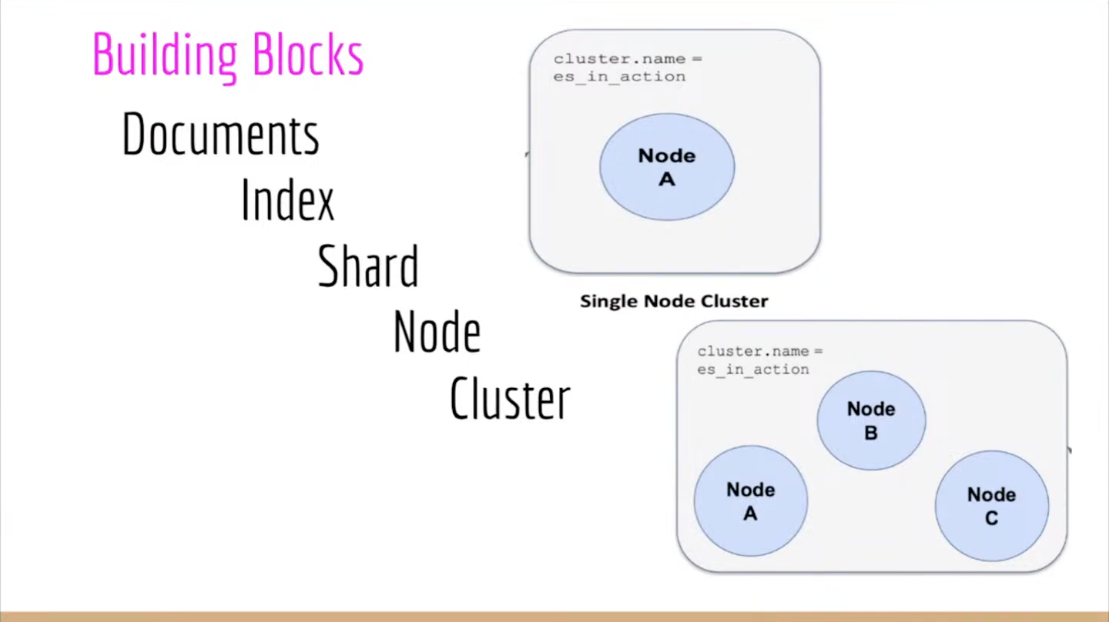 Building Blocks
Documents
Index
Shard
Node
Cluster
cluster.name =
es_in_action
Node
A
Single Node Cluster
cluster.name =
es_in_action
Node
B
Node
A
Node
C